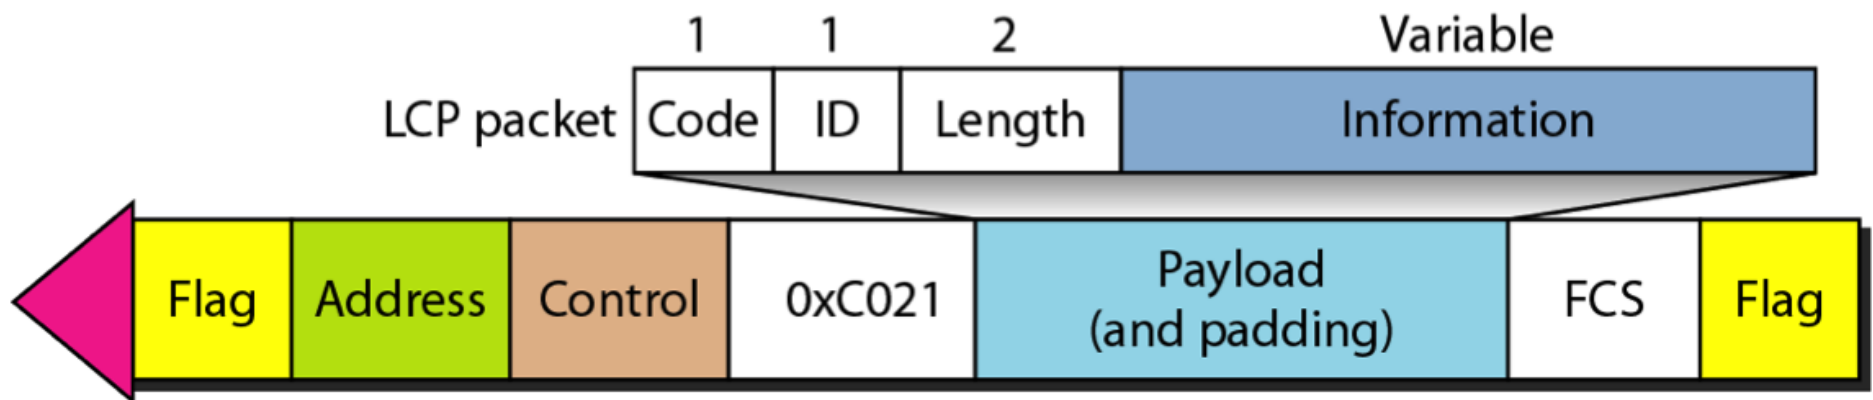 1 1 2 Variable
LCP packet Code ID Length Information
Flag Address Control 0xC021 Payload (and padding) FCS Flag